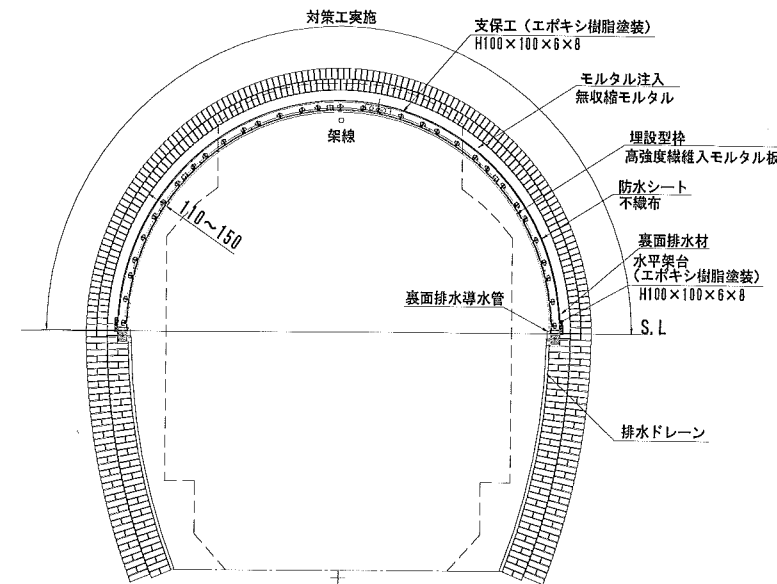 対策工実施
支保工（エポキシ樹脂塗装）
H100×100×6×8
モルタル注入
無収縮モルタル
架線
埋設型枠
高強度繊維入モルタル板
防水シート
不織布
110～150
裏面排水材
水平架台
（エポキシ樹脂塗装）
H100×100×6×8
裏面排水導水管
S.L
排水ドレーン